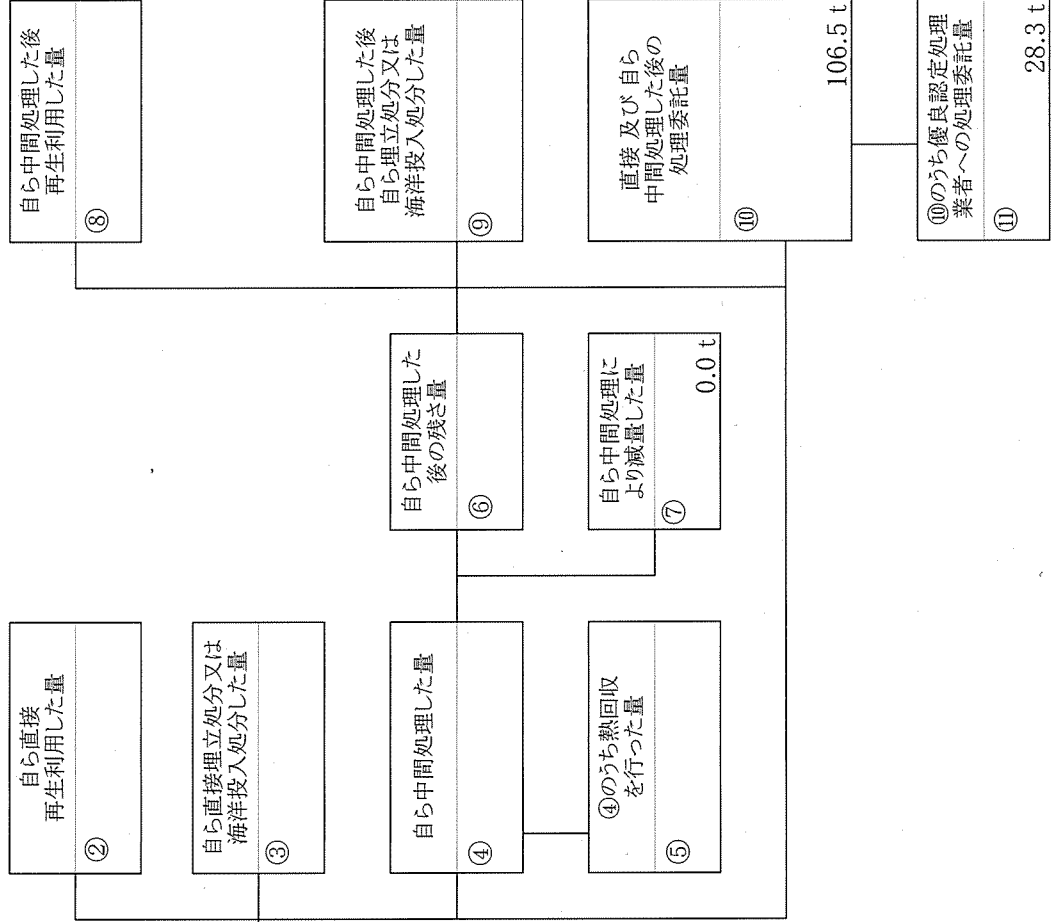 自ら直接
再生利用した量
②
自ら直接埋立処分又は
海洋投入処分した量
③
自ら中間処理した量
④
④のうち熱回収
を行った量
⑤
自ら中間処理した
後の残さ量
⑥
自ら中間処理に
より減量した量
⑦
0.0 t
自ら中間処理した後
再生利用した量
⑧
自ら中間処理した後
自ら埋立処分又は
海洋投入処分した量
⑨
直接 及び 自ら
中間処理した後の
処理委託量
⑩
106.5 t
⑩のうち優良認定処理
業者への処理委託量
⑪
28.3 t